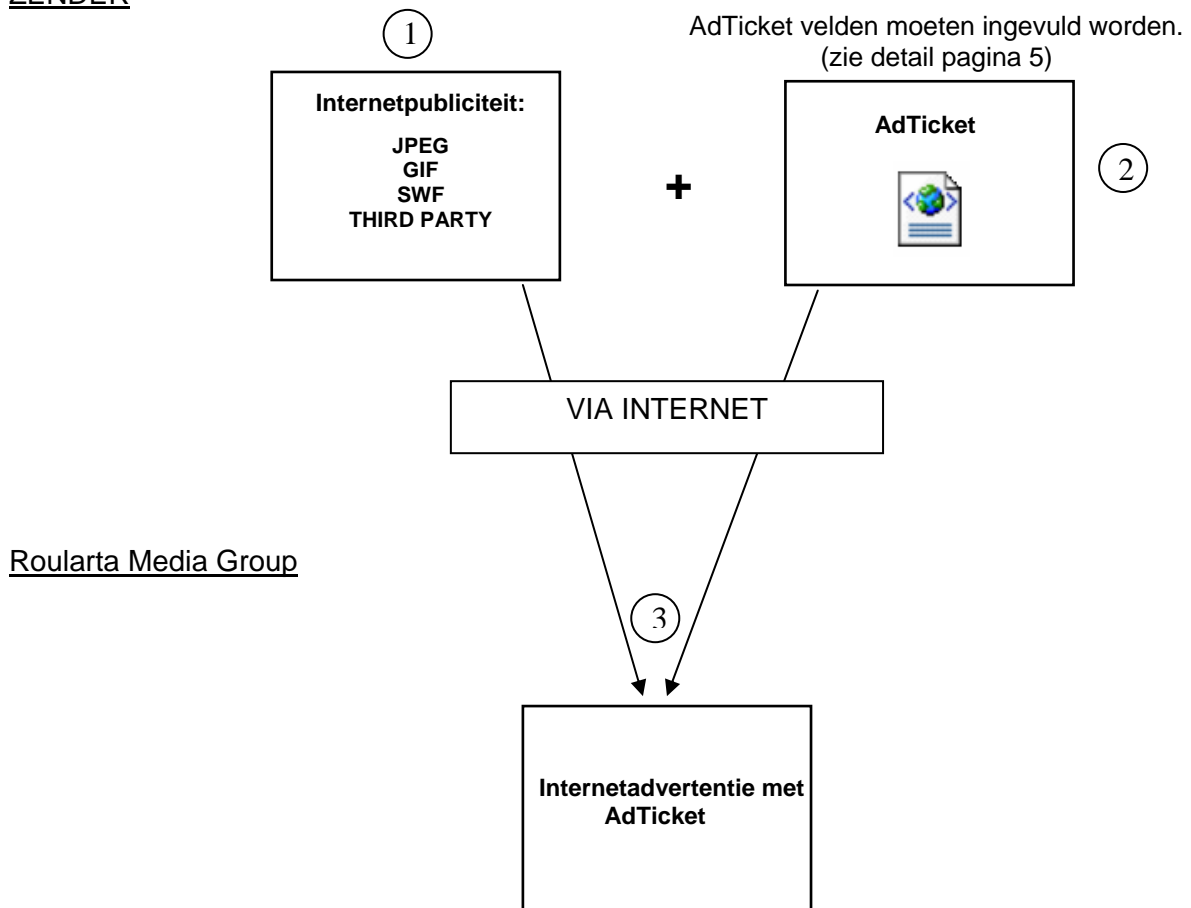 ZENDER
1
AdTicket velden moeten ingevuld worden.
(zie detail pagina 5)
Internetpubliciteit:
JPEG
GIF
SWF
THIRD PARTY
+
AdTicket
2
VIA INTERNET
Roularta Media Group
3
Internetadvertentie met
AdTicket